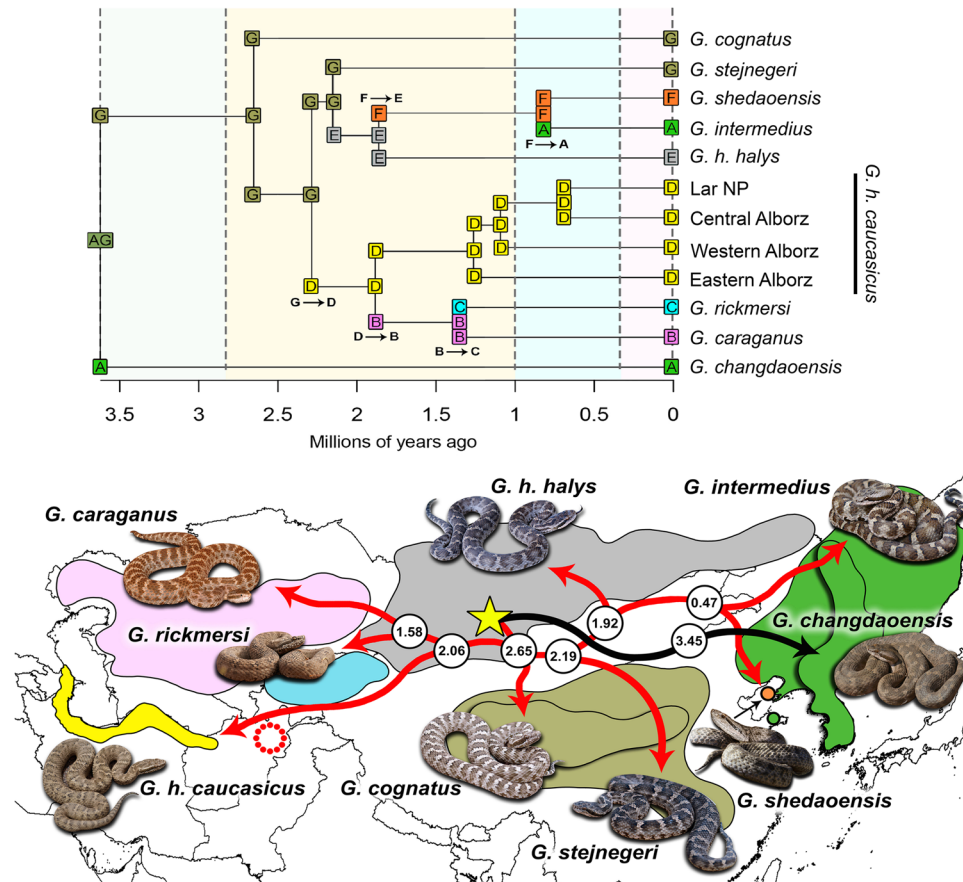 G G. cognatus
G G G. stejnegeri
F → E
G G G F F F G. shedaoensis
G G E E A A G. intermedius
F → A
E E G. h. halys
G G D D D Lar NP
D D D D D Central Alborz
AG D D D D Western Alborz
D D Eastern Alborz
G. h. caucasicus
D D
G → D
C C G. rickmersi
B B
D → B
B B G. caraganus
B → C
A A G. changdaoensis
3.5 3 2.5 2 1.5 1 0.5 0
Millions of years ago
G. h. halys
G. intermedius
G. caraganus
0.47
1.92
G. changdaoensis
G. rickmersi
1.58
2.06
2.65
2.19
3.45
G. h. caucasicus
G. cognatus
G. shedaoensis
G. stejnegeri